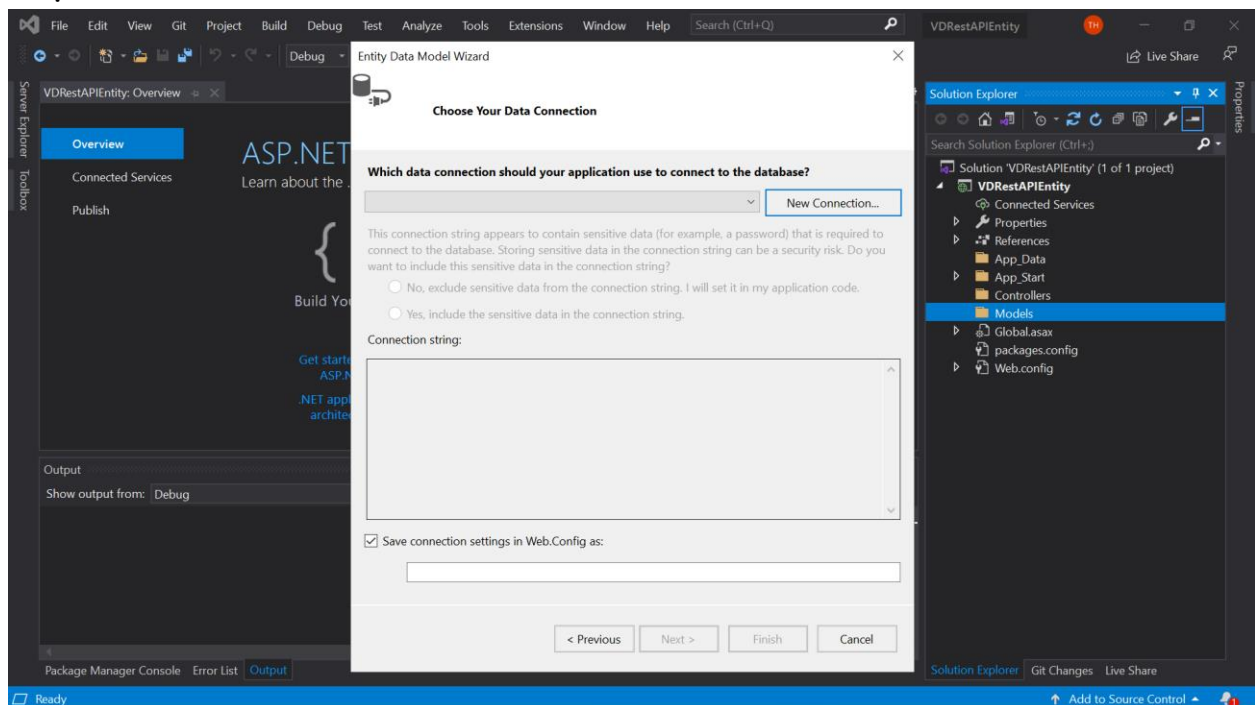 File Edit View Git Project Build Debug Test Analyze Tools Extensions Window Help Search (Ctrl+Q) VDRestAPIEntity TH
Debug
Live Share
Server Explorer
Toolbox
VDRestAPIEntity: Overview
Overview
Connected Services
Publish
ASP.NET
Learn about the
{
Build
Get
ASP.
.NET
Output
Show output from: Debug
Package Manager Console Error List Output
Entity Data Model Wizard
Choose Your Data Connection
Which data connection should your application use to connect to the database?
New Connection...
This connection string appears to contain sensitive data (for example, a password) that is required to
connect to the database. Storing sensitive data in the connection string can be a security risk. Do you
want to include this sensitive data in the connection string?
No, exclude sensitive data from the connection string. I will set it in my application code.
Yes, include the sensitive data in the connection string.
Connection string:
Save connection settings in Web.Config as:
< Previous Next > Finish Cancel
Solution Explorer
Search Solution Explorer (Ctrl+;)
Solution 'VDRestAPIEntity' (1 of 1 project)
VDRestAPIEntity
Connected Services
Properties
References
App_Data
App_Start
Controllers
Models
Global.asax
packages.config
Web.config
Solution Explorer Git Changes Live Share
Properties
Ready
Add to Source Control
1